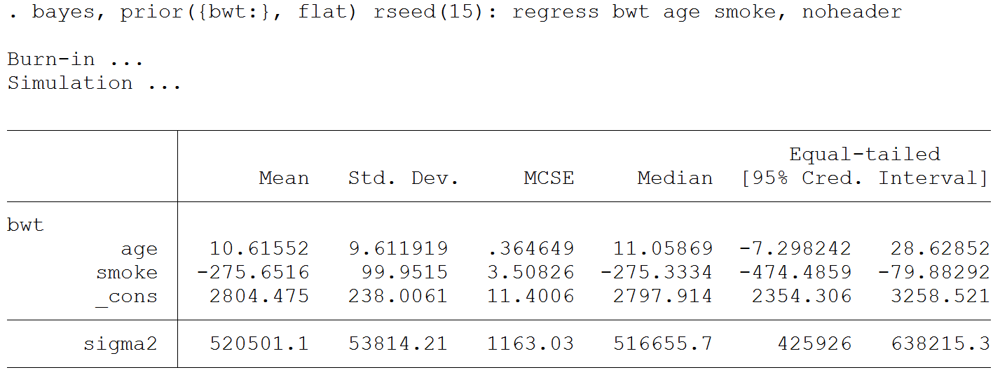 . bayes, prior({bwt:}, flat) rseed(15): regress bwt age smoke, noheader
Burn-in ...
Simulation ...
Equal-tailed
Mean Std. Dev. MCSE Median [95% Cred. Interval]
bwt
age 10.61552 9.611919 .364649 11.05869 -7.298242 28.62852
smoke -275.6516 99.9515 3.50826 -275.3334 -474.4859 -79.88292
_cons 2804.475 238.0061 11.4006 2797.914 2354.306 3258.521
sigma2 520501.1 53814.21 1163.03 516655.7 425926 638215.3